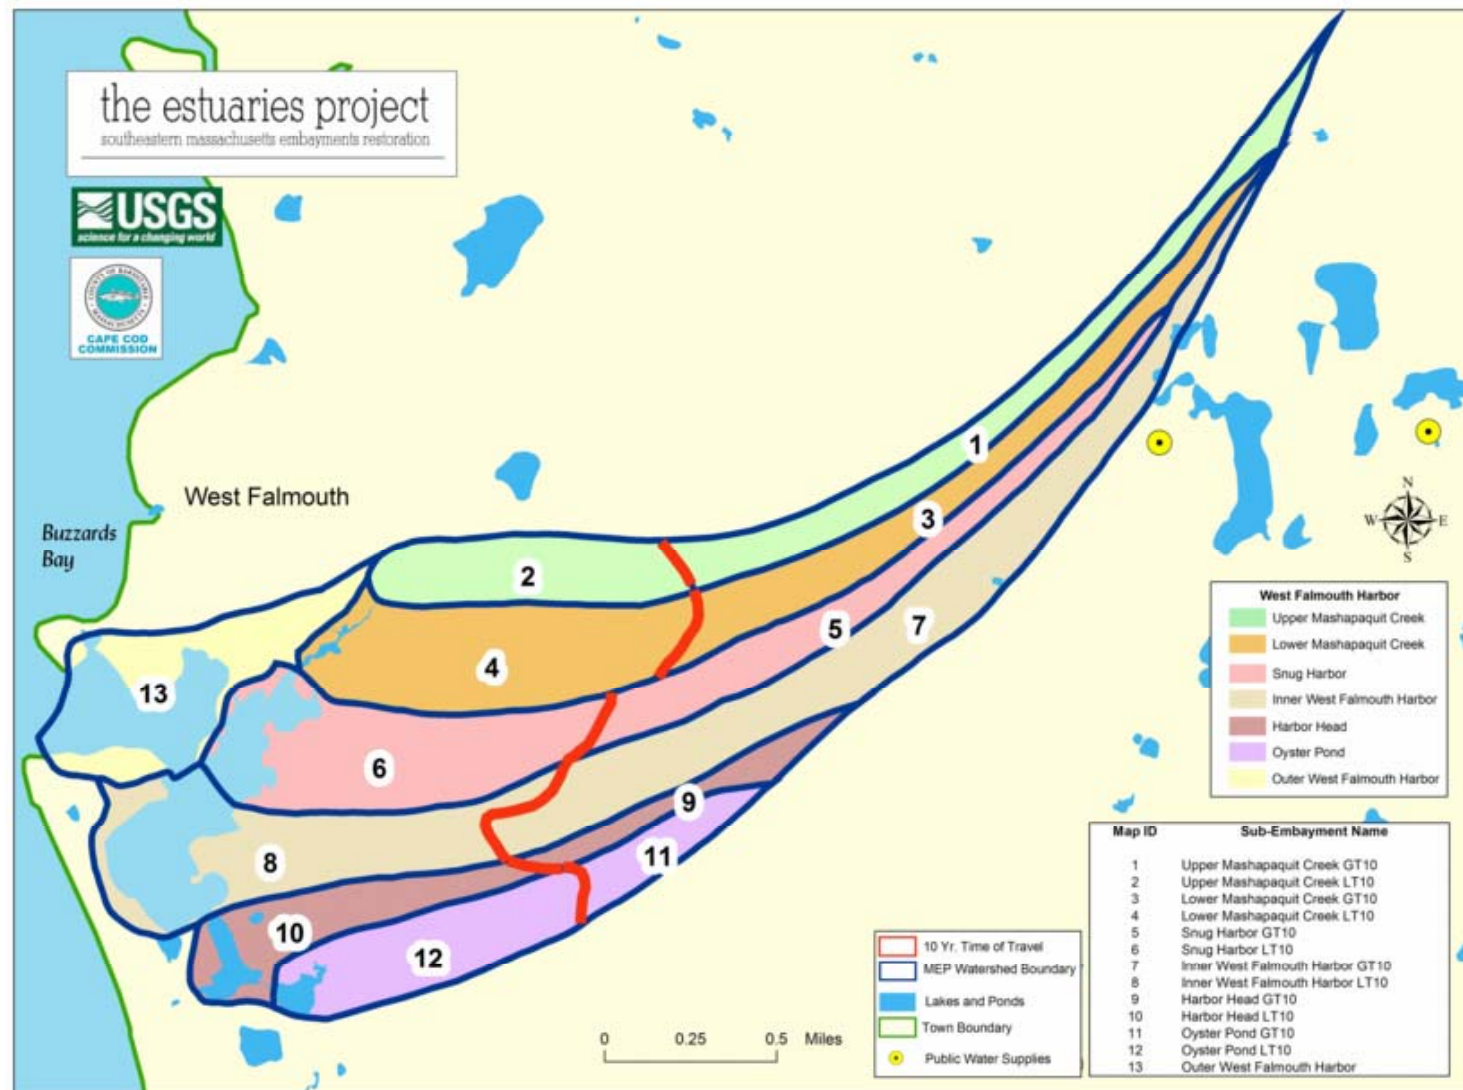 the estuaries project
southeastern massachusetts embayments restoration
USGS
science for a changing world
COUNTY OF BARNSTABLE
MASSACHUSETTS
CAPE COD
COMMISSION
West Falmouth
Buzzards
Bay
1
2
3
4
5
6
7
8
9
10
11
12
13
N
W E
S
West Falmouth Harbor
Upper Mashapaquit Creek
Lower Mashapaquit Creek
Snug Harbor
Inner West Falmouth Harbor
Harbor Head
Oyster Pond
Outer West Falmouth Harbor
Map ID Sub-Embayment Name
1 Upper Mashapaquit Creek GT10
2 Upper Mashapaquit Creek LT10
3 Lower Mashapaquit Creek GT10
4 Lower Mashapaquit Creek LT10
5 Snug Harbor GT10
6 Snug Harbor LT10
7 Inner West Falmouth Harbor GT10
8 Inner West Falmouth Harbor LT10
9 Harbor Head GT10
10 Harbor Head LT10
11 Oyster Pond GT10
12 Oyster Pond LT10
13 Outer West Falmouth Harbor
10 Yr. Time of Travel
MEP Watershed Boundary
Lakes and Ponds
Town Boundary
Public Water Supplies
0 0.25 0.5 Miles